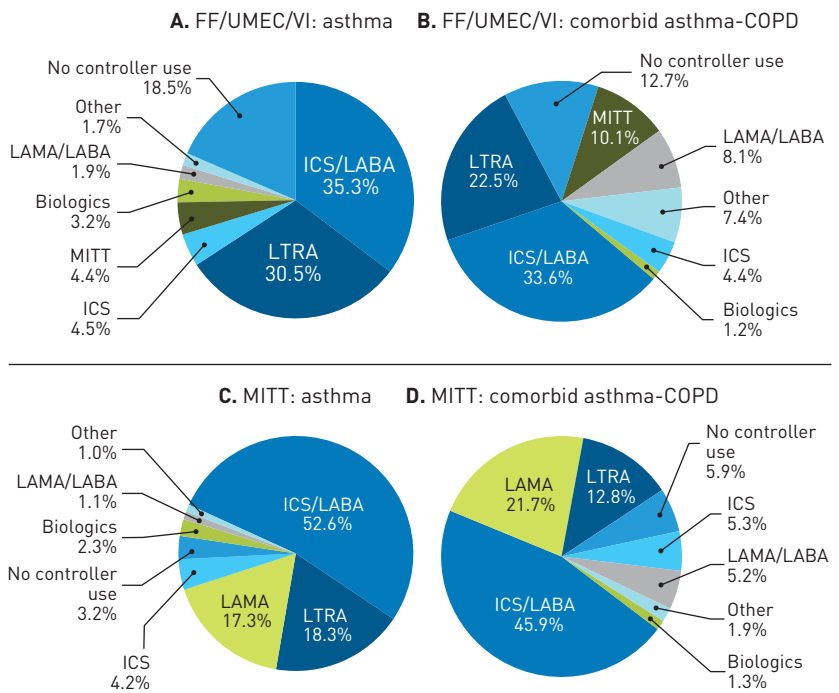 A. FF/UMEC/VI: asthma
No controller use
18.5%
Other
1.7%
LAMA/LABA
1.9%
Biologics
3.2%
MITT
4.4%
ICS
4.5%
ICS/LABA
35.3%
LTRA
30.5%
B. FF/UMEC/VI: comorbid asthma-COPD
No controller use
12.7%
MITT
10.1%
LAMA/LABA
8.1%
LTRA
22.5%
Other
7.4%
ICS/LABA
33.6%
ICS
4.4%
Biologics
1.2%
C. MITT: asthma
Other
1.0%
LAMA/LABA
1.1%
Biologics
2.3%
No controller
use
3.2%
ICS
4.2%
ICS/LABA
52.6%
LAMA
17.3%
LTRA
18.3%
D. MITT: comorbid asthma-COPD
No controller
use
5.9%
LAMA
21.7%
LTRA
12.8%
ICS
5.3%
LAMA/LABA
5.2%
ICS/LABA
45.9%
Other
1.9%
Biologics
1.3%